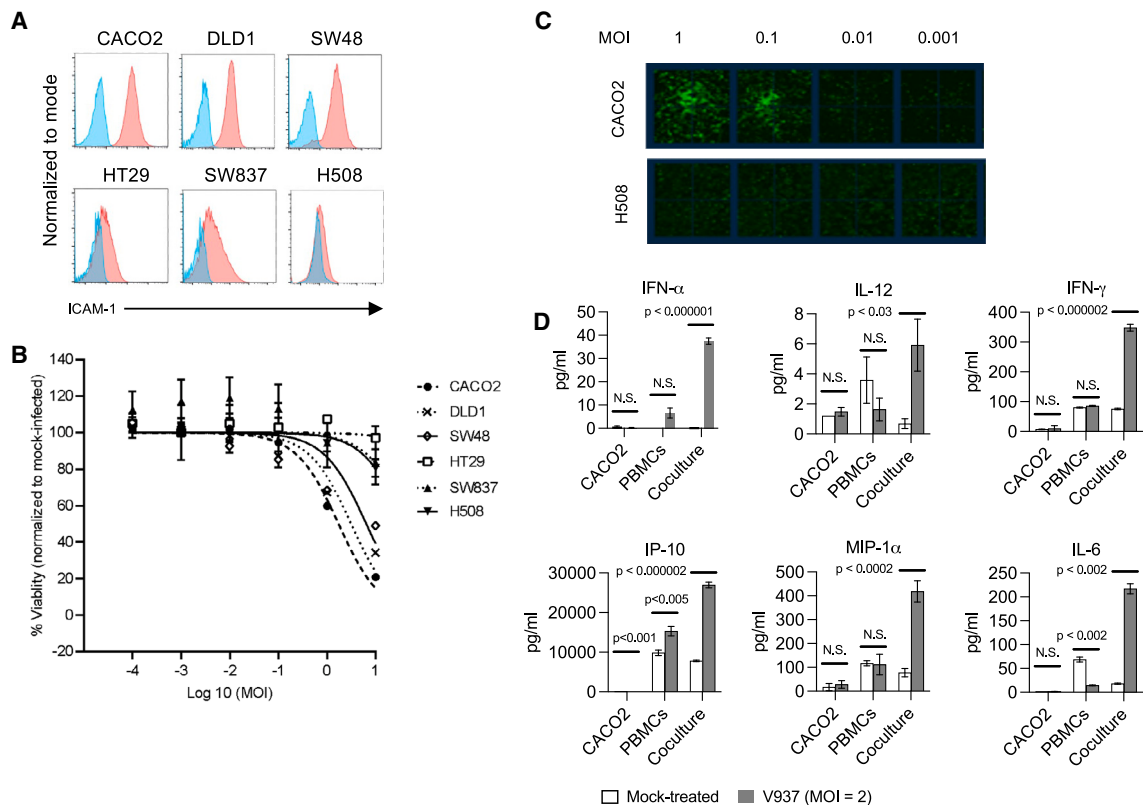 A
CACO2 DLD1 SW48
HT29 SW837 H508
Normalized to mode
ICAM-1
B
% Viablity (normalized to mock-infected)
140
120
100
80
60
40
20
0
-20
-4 -3 -2 -1 0 1
Log 10 (MOI)
CACO2
DLD1
SW48
HT29
SW837
H508
C
MOI 1 0.1 0.01 0.001
CACO2
H508
D
IFN-α
p < 0.000001
pg/ml
50
40
30
20
10
0
N.S.
N.S.
CACO2
PBMCs
Coculture
IL-12
p < 0.03
pg/ml
8
6
4
2
0
N.S.
N.S.
CACO2
PBMCs
Coculture
IFN-γ
p < 0.000002
pg/ml
400
300
200
100
0
N.S.
N.S.
CACO2
PBMCs
Coculture
IP-10
p < 0.000002
pg/ml
30000
20000
10000
0
p<0.001
p<0.005
CACO2
PBMCs
Coculture
MIP-1α
p < 0.0002
pg/ml
500
400
300
200
100
0
N.S.
N.S.
CACO2
PBMCs
Coculture
IL-6
p < 0.002
pg/ml
250
200
150
100
50
0
N.S.
p < 0.002
CACO2
PBMCs
Coculture
Mock-treated V937 (MOI = 2)